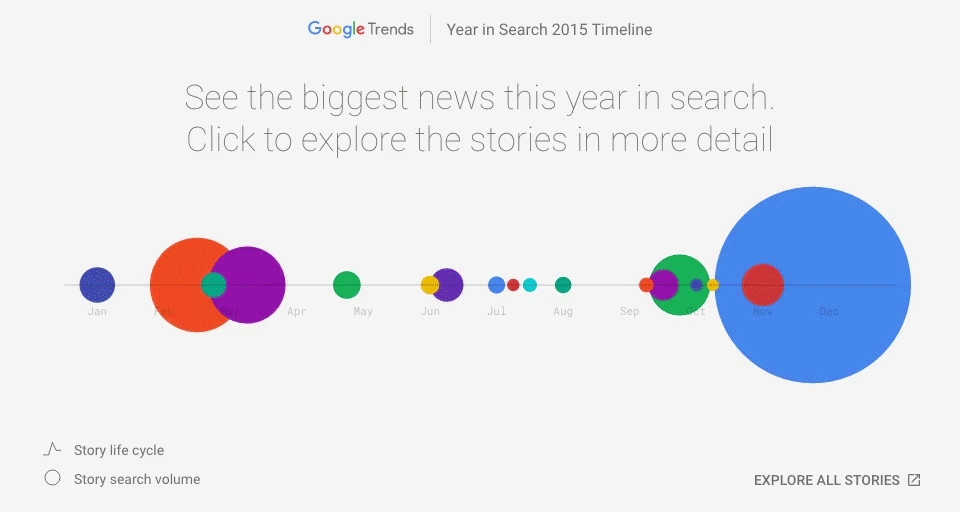 Google Trends | Year in Search 2015 Timeline
See the biggest news this year in search.
Click to explore the stories in more detail
Jan Feb Mar Apr May Jun Jul Aug Sep Oct Nov Dec
Story life cycle
Story search volume
EXPLORE ALL STORIES